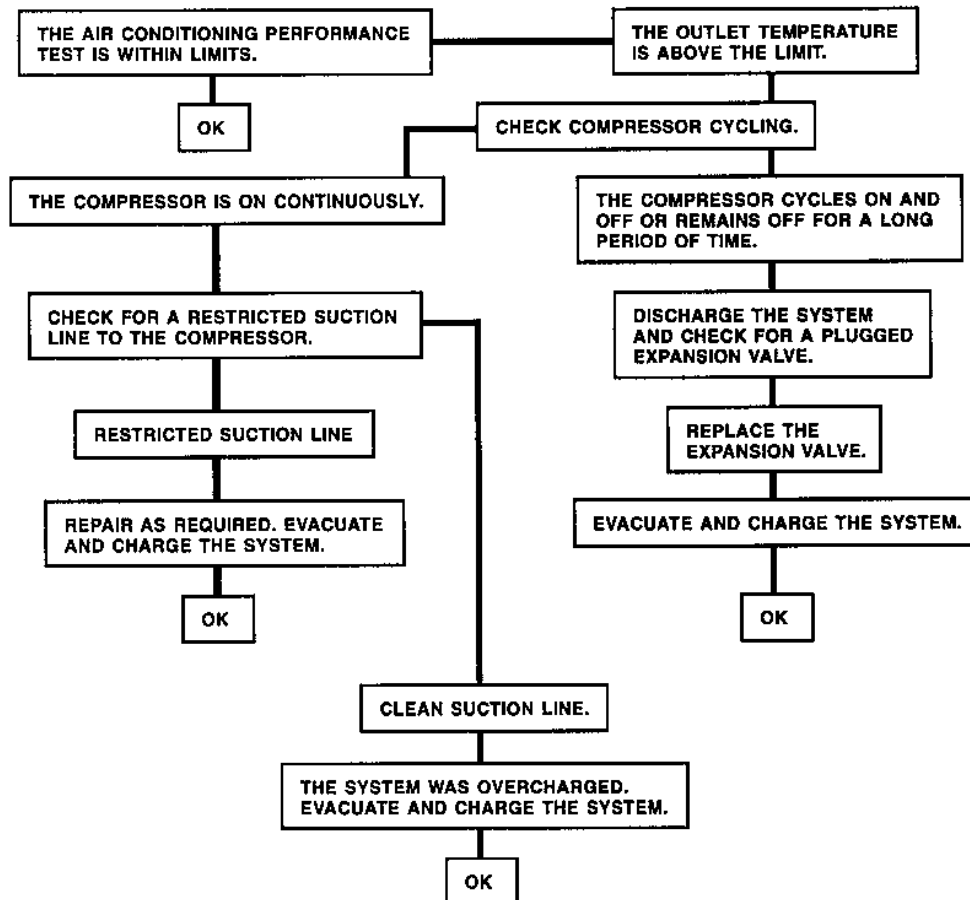 THE AIR CONDITIONING PERFORMANCE
TEST IS WITHIN LIMITS.
THE OUTLET TEMPERATURE
IS ABOVE THE LIMIT.
OK
CHECK COMPRESSOR CYCLING.
THE COMPRESSOR IS ON CONTINUOUSLY.
THE COMPRESSOR CYCLES ON AND
OFF OR REMAINS OFF FOR A LONG
PERIOD OF TIME.
CHECK FOR A RESTRICTED SUCTION
LINE TO THE COMPRESSOR.
DISCHARGE THE SYSTEM
AND CHECK FOR A PLUGGED
EXPANSION VALVE.
RESTRICTED SUCTION LINE
REPLACE THE
EXPANSION VALVE.
REPAIR AS REQUIRED. EVACUATE
AND CHARGE THE SYSTEM.
EVACUATE AND CHARGE THE SYSTEM.
OK
OK
CLEAN SUCTION LINE.
THE SYSTEM WAS OVERCHARGED.
EVACUATE AND CHARGE THE SYSTEM.
OK